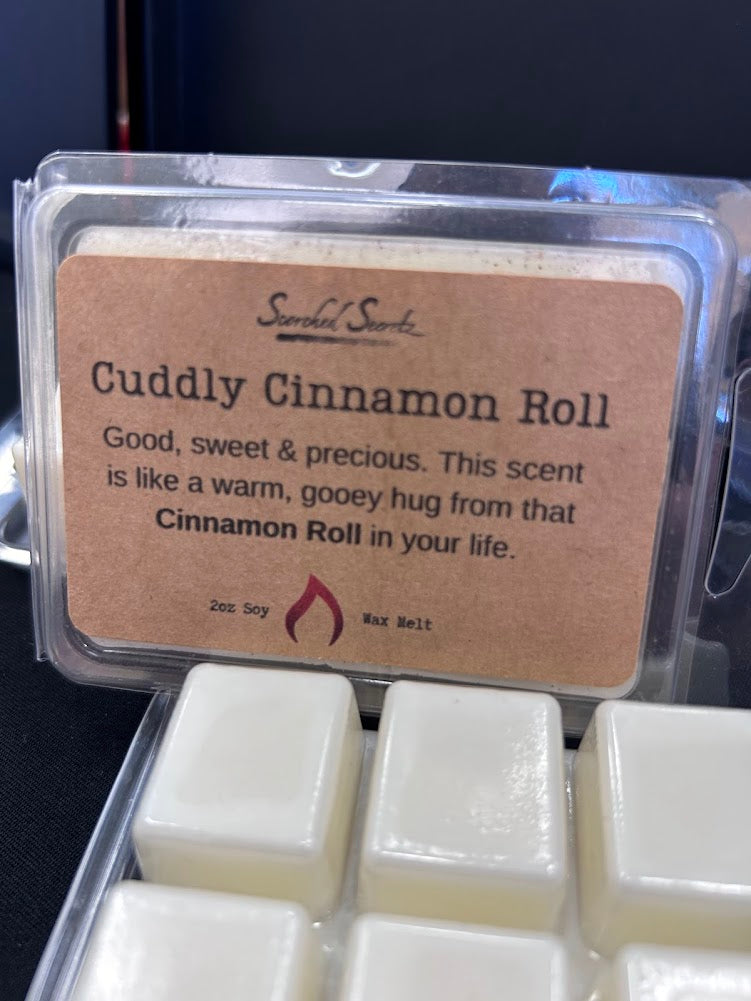 Scorched Scentz
Cuddly Cinnamon Roll
Good, sweet & precious. This scent
is like a warm, gooey hug from that
Cinnamon Roll in your life.
2oz Soy Wax Melt